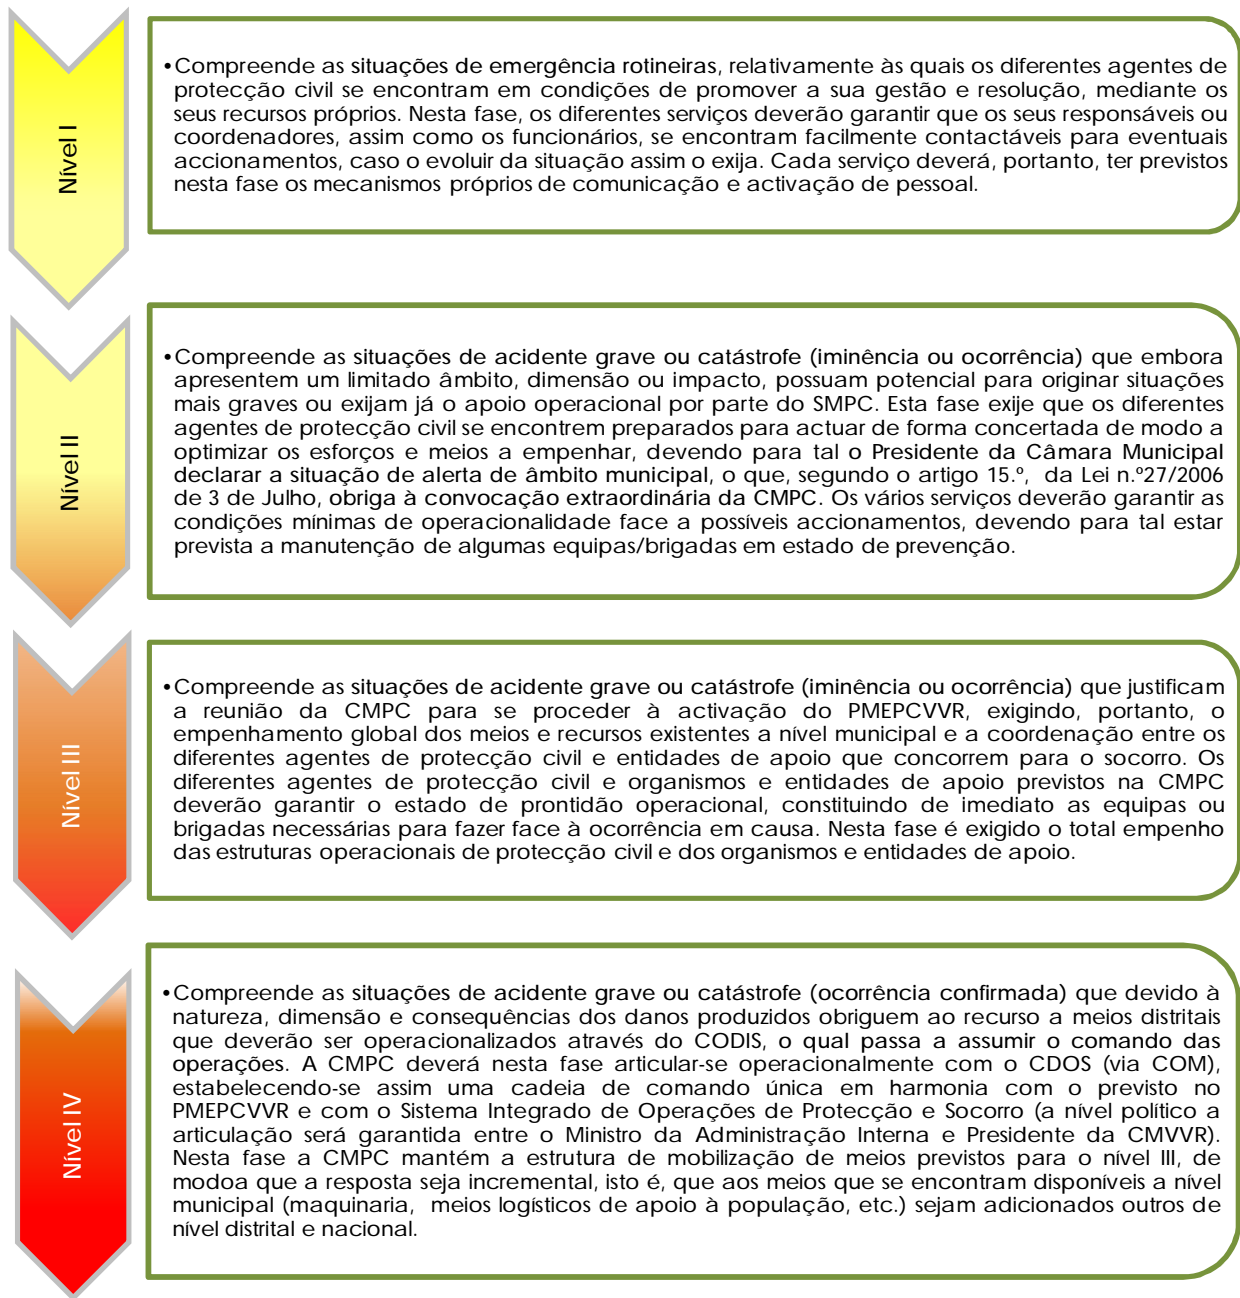 Nível I
•Compreende as situações de emergência rotineiras, relativamente às quais os diferentes agentes de
protecção civil se encontram em condições de promover a sua gestão e resolução, mediante os
seus recursos próprios. Nesta fase, os diferentes serviços deverão garantir que os seus responsáveis ou
coordenadores, assim como os funcionários, se encontram facilmente contactáveis para eventuais
accionamentos, caso o evoluir da situação assim o exija. Cada serviço deverá, portanto, ter previstos
nesta fase os mecanismos próprios de comunicação e activação de pessoal.
Nível II
•Compreende as situações de acidente grave ou catástrofe (iminência ou ocorrência) que embora
apresentem um limitado âmbito, dimensão ou impacto, possuam potencial para originar situações
mais graves ou exijam já o apoio operacional por parte do SMPC. Esta fase exije que os diferentes
agentes de protecção civil se encontrem preparados para actuar de forma concertada de modo a
optimizar os esforços e meios a empenhar, devendo para tal o Presidente da Câmara Municipal
declarar a situação de alerta de âmbito municipal, o que, segundo o artigo 15.º, da Lei n.º27/2006
de 3 de Julho, obriga à convocação extraordinária da CMPC. Os vários serviços deverão garantir as
condições mínimas de operacionalidade face a possíveis accionamentos, devendo para tal estar
prevista a manutenção de algumas equipas/brigadas em estado de prevenção.
Nível III
•Compreende as situações de acidente grave ou catástrofe (iminência ou ocorrência) que justificam
a reunião da CMPC para se proceder à activação do PMEPCVVR, exigindo, portanto, o
empenhamento global dos meios e recursos existentes a nível municipal e a coordenação entre os
diferentes agentes de protecção civil e entidades de apoio que concorrem para o socorro. Os
diferentes agentes de protecção civil e organismos e entidades de apoio previstos na CMPC
deverão garantir o estado de prontidão operacional, constituindo de imediato as equipas ou
brigadas necessárias para fazer face à ocorrência em causa. Nesta fase é exigido o total empenho
das estruturas operacionais de protecção civil e dos organismos e entidades de apoio.
Nível IV
•Compreende as situações de acidente grave ou catástrofe (ocorrência confirmada) que devido à
natureza, dimensão e consequências dos danos produzidos obriguem ao recurso a meios distritais
que deverão ser operacionalizados através do CODIS, o qual passa a assumir o comando das
operações. A CMPC deverá nesta fase articular-se operacionalmente com o CDOS (via COM),
estabelecendo-se assim uma cadeia de comando única em harmonia com o previsto no
PMEPCVVR e com o Sistema Integrado de Operações de Protecção e Socorro (a nível político a
articulação será garantida entre o Ministro da Administração Interna e Presidente da CMVVR).
Nesta fase a CMPC mantém a estrutura de mobilização de meios previstos para o nível III, de
modoa que a resposta seja incremental, isto é, que aos meios que se encontram disponíveis a nível
municipal (maquinaria, meios logísticos de apoio à população, etc.) sejam adicionados outros de
nível distrital e nacional.